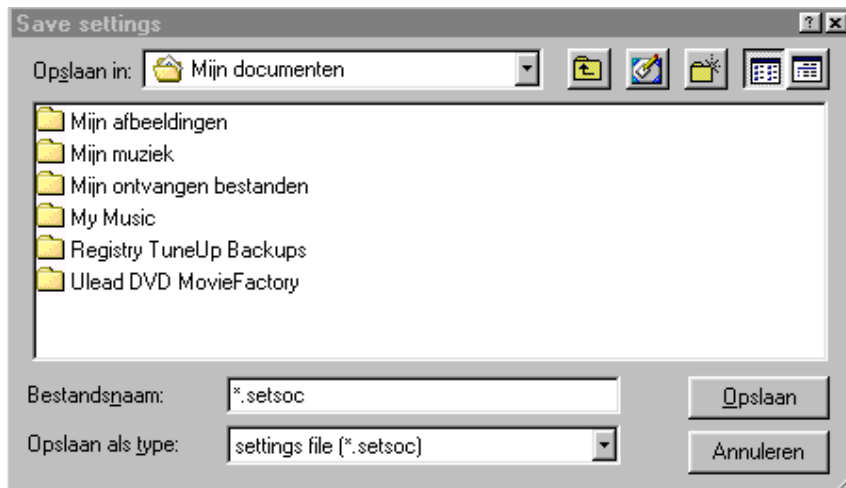 Save settings
Opslaan in: Mijn documenten
Mijn afbeeldingen
Mijn muziek
Mijn ontvangen bestanden
My Music
Registry TuneUp Backups
Ulead DVD MovieFactory
Bestandsnaam: *.setsoc Opslaan
Opslaan als type: settings file (*.setsoc) Annuleren